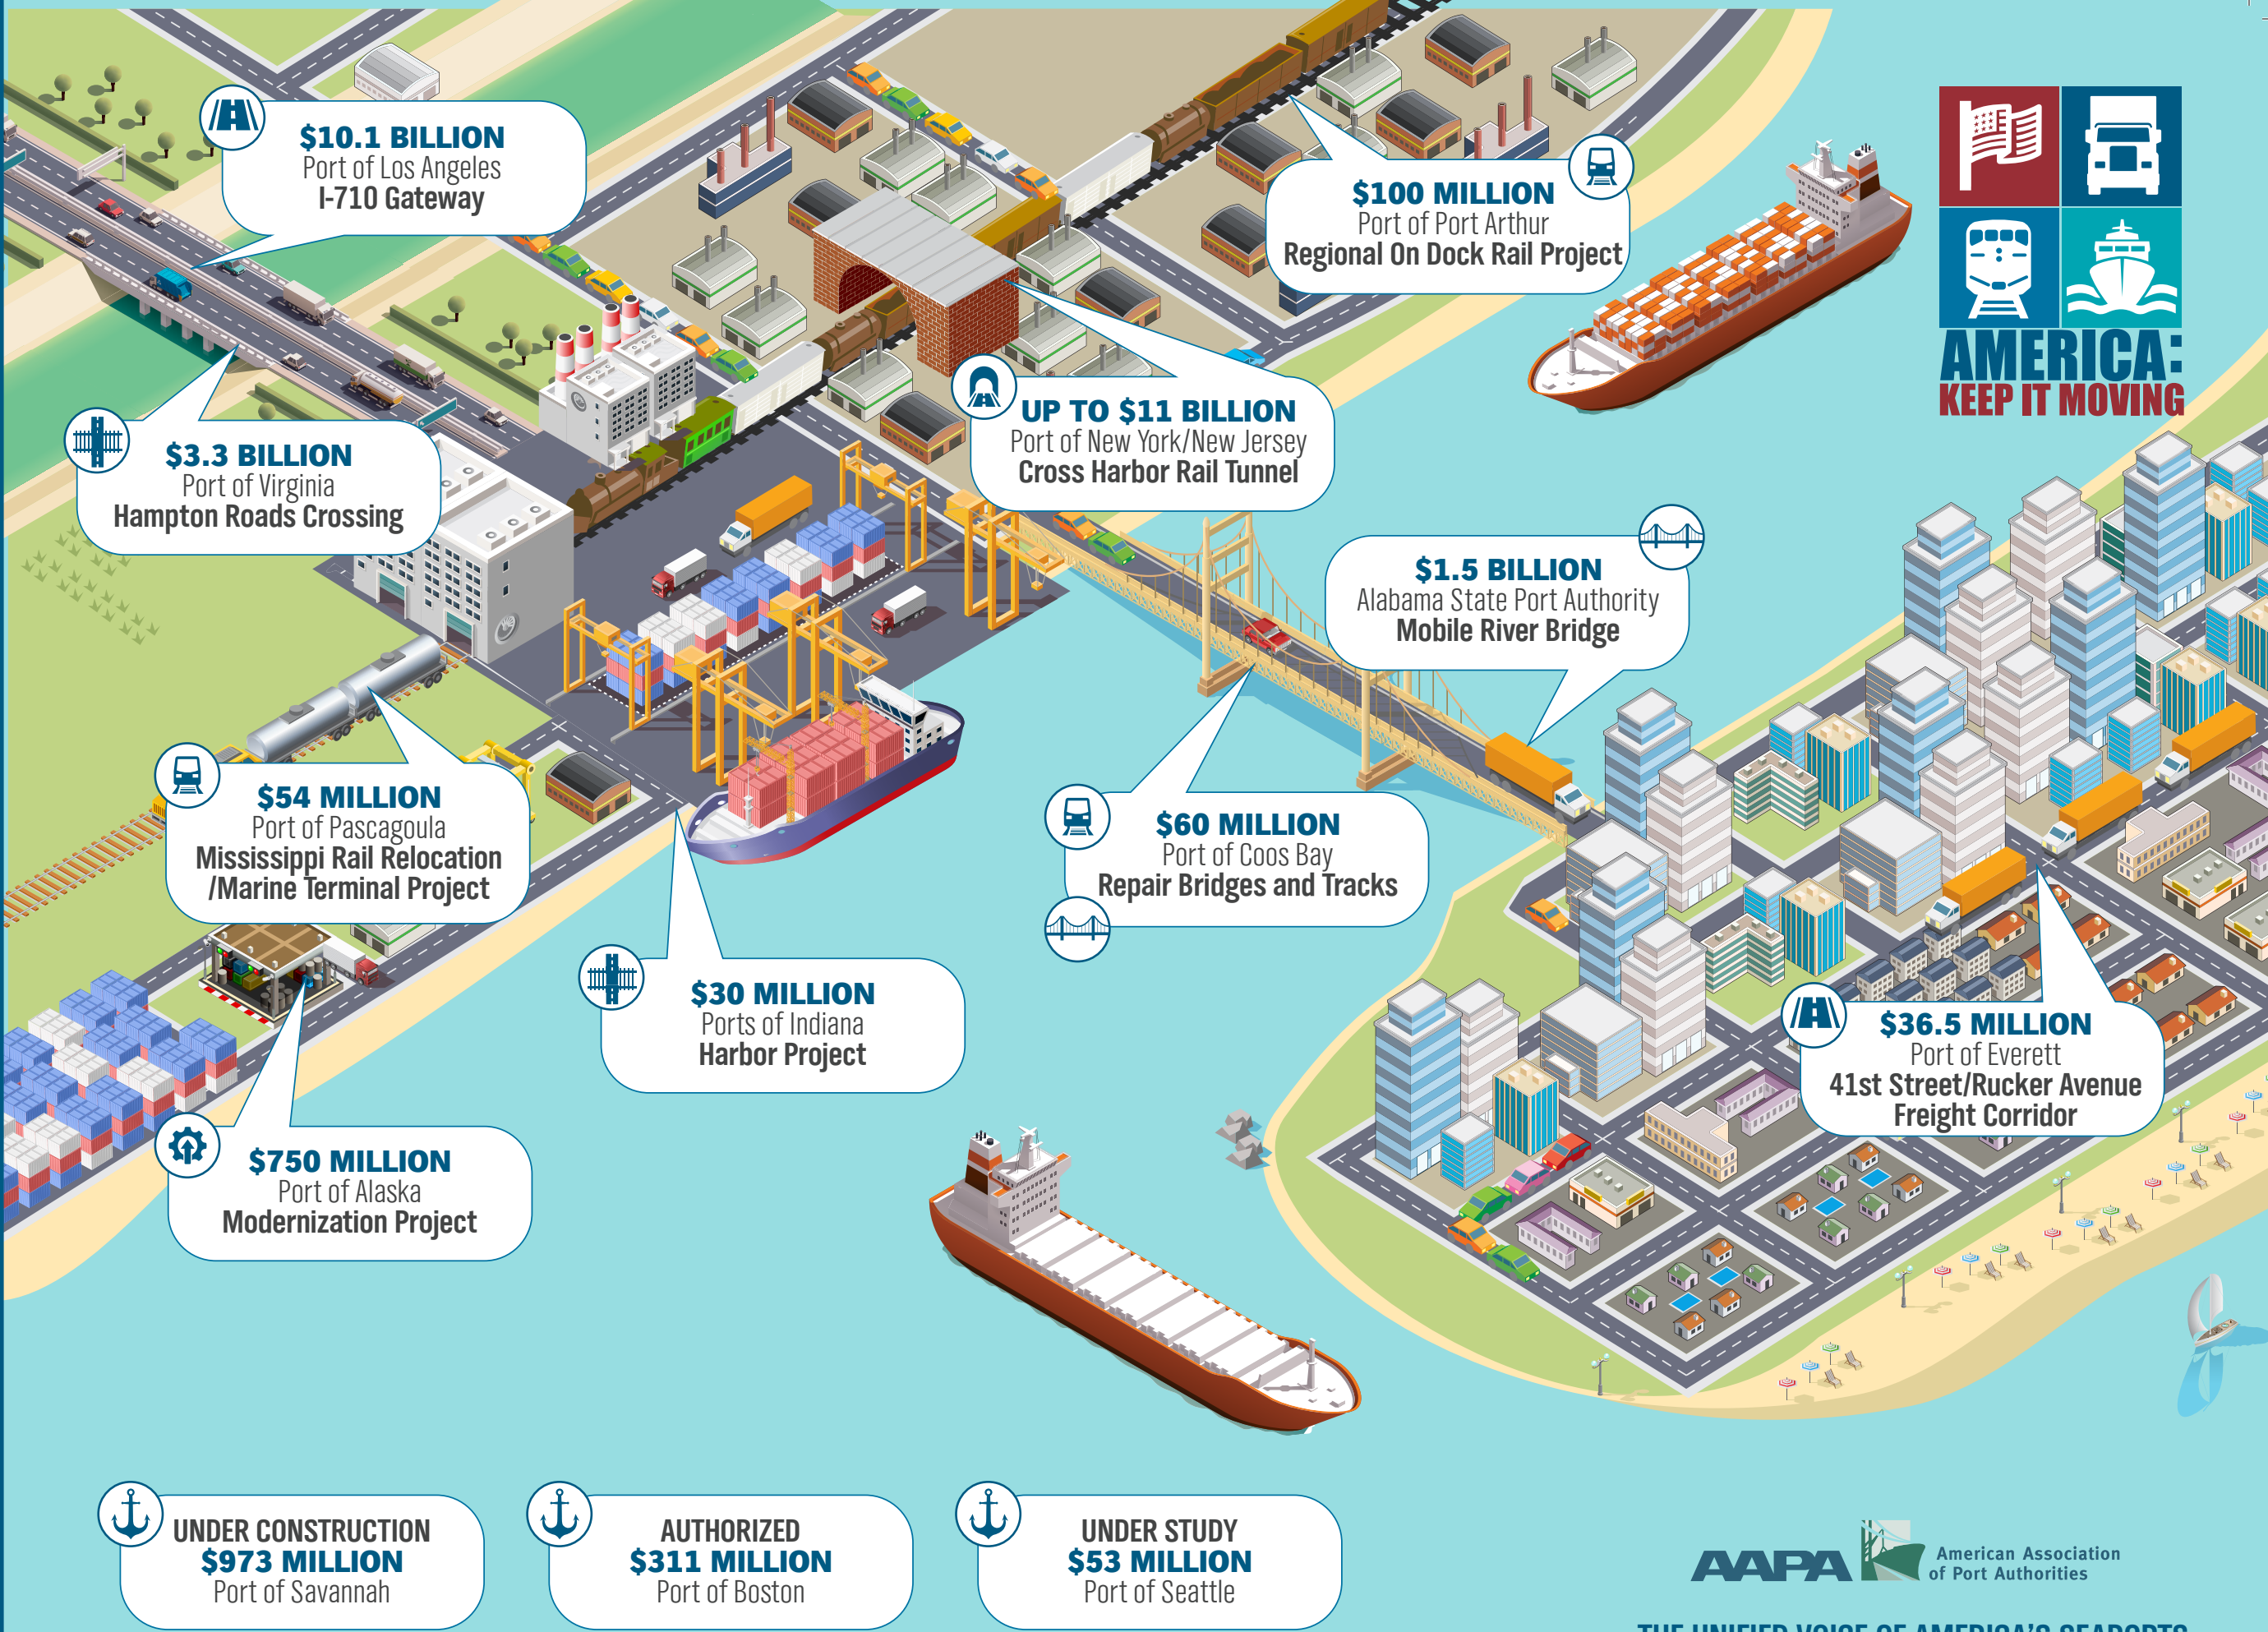 $10.1 BILLION
Port of Los Angeles
I-710 Gateway
$100 MILLION
Port of Port Arthur
Regional On Dock Rail Project
AMERICA:
KEEP IT MOVING
$3.3 BILLION
Port of Virginia
Hampton Roads Crossing
UP TO $11 BILLION
Port of New York/New Jersey
Cross Harbor Rail Tunnel
$1.5 BILLION
Alabama State Port Authority
Mobile River Bridge
$54 MILLION
Port of Pascagoula
Mississippi Rail Relocation
/Marine Terminal Project
$60 MILLION
Port of Coos Bay
Repair Bridges and Tracks
$30 MILLION
Ports of Indiana
Harbor Project
$36.5 MILLION
Port of Everett
41st Street/Rucker Avenue
Freight Corridor
$750 MILLION
Port of Alaska
Modernization Project
UNDER CONSTRUCTION
$973 MILLION
Port of Savannah
AUTHORIZED
$311 MILLION
Port of Boston
UNDER STUDY
$53 MILLION
Port of Seattle
AAPA
American Association
of Port Authorities
THE UNIFIED VOICE OF AMERICA'S SEAPORTS